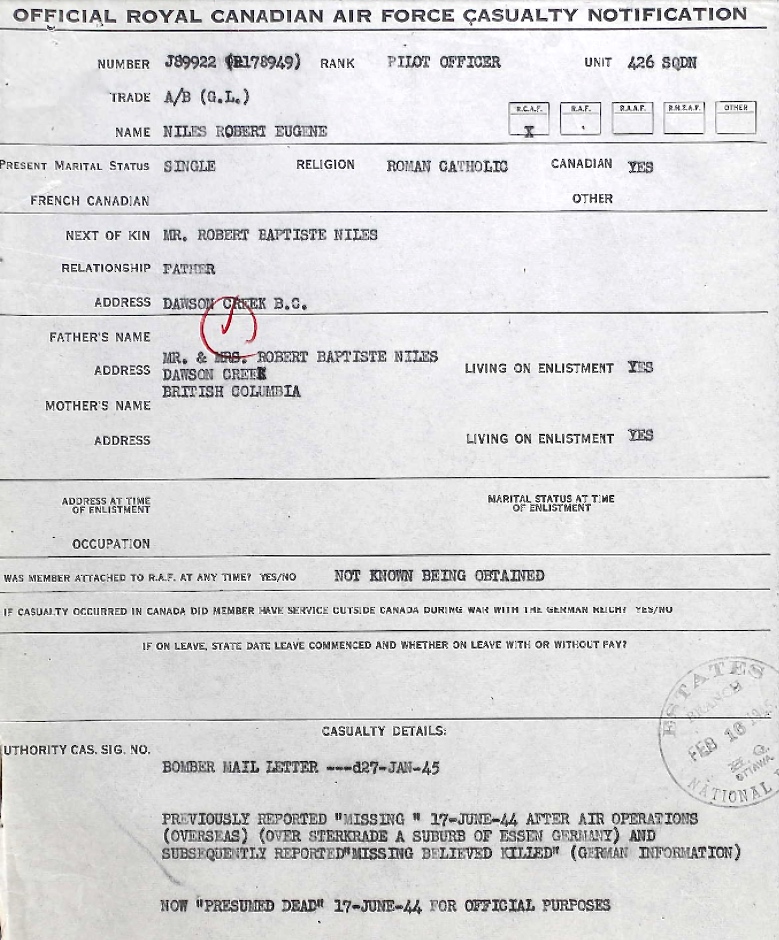 OFFICIAL ROYAL CANADIAN AIR FORCE CASUALTY NOTIFICATION
NUMBER J89922 (R178949) RANK PILOT OFFICER UNIT 426 SQDN
TRADE A/B (G.L.)
R.C.A.F. R.A.F. R.A.A.F. R.N.Z.A.F. OTHER
NAME NILES ROBERT EUGENE X
PRESENT MARITAL STATUS SINGLE RELIGION ROMAN CATHOLIC CANADIAN YES
FRENCH CANADIAN OTHER
NEXT OF KIN MR. ROBERT BAPTISTE NILES
RELATIONSHIP FATHER
ADDRESS DAWSON CREEK B.C.
FATHER'S NAME
MR. & MRS. ROBERT BAPTISTE NILES
ADDRESS DAWSON CREEK LIVING ON ENLISTMENT YES
BRITISH COLUMBIA
MOTHER'S NAME
ADDRESS LIVING ON ENLISTMENT YES
ADDRESS AT TIME OF ENLISTMENT MARITAL STATUS AT TIME OF ENLISTMENT
OCCUPATION
WAS MEMBER ATTACHED TO R.A.F. AT ANY TIME? YES/NO NOT KNOWN BEING OBTAINED
IF CASUALTY OCCURRED IN CANADA DID MEMBER HAVE SERVICE OUTSIDE CANADA DURING WAR WITH THE GERMAN REICH? YES/NO
IF ON LEAVE, STATE DATE LEAVE COMMENCED AND WHETHER ON LEAVE WITH OR WITHOUT PAY?
ESTATES
BRANCH
FEB 16
H.Q.
OTTAWA
NATIONAL
CASUALTY DETAILS:
UTHORITY CAS. SIG. NO.
BOMBER MAIL LETTER ---d27-JAN-45
PREVIOUSLY REPORTED "MISSING " 17-JUNE-44 AFTER AIR OPERATIONS
(OVERSEAS) (OVER STERKRADE A SUBURB OF ESSEN GERMANY) AND
SUBSEQUENTLY REPORTED"MISSING BELIEVED KILLED" (GERMAN INFORMATION)
NOW "PRESUMED DEAD" 17-JUNE-44 FOR OFFICIAL PURPOSES